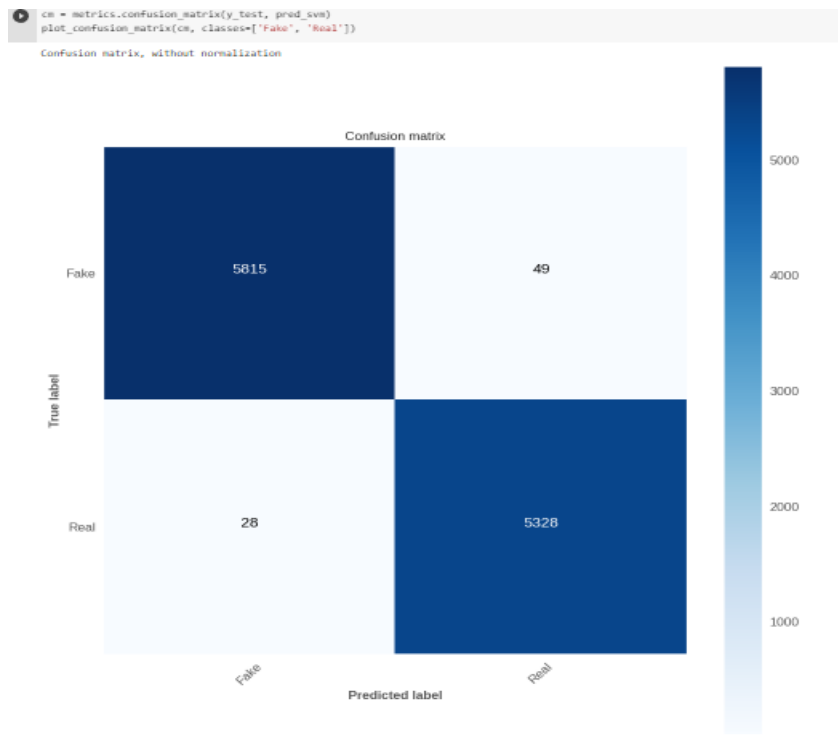 cm = metrics.confusion_matrix(y_test, pred_svm)
plot_confusion_matrix(cm, classes=['Fake', 'Real'])
Confusion matrix, without normalization
Confusion matrix
5000
4000
3000
2000
1000
True label
Fake
5815
49
Real
28
5328
Fake
Real
Predicted label